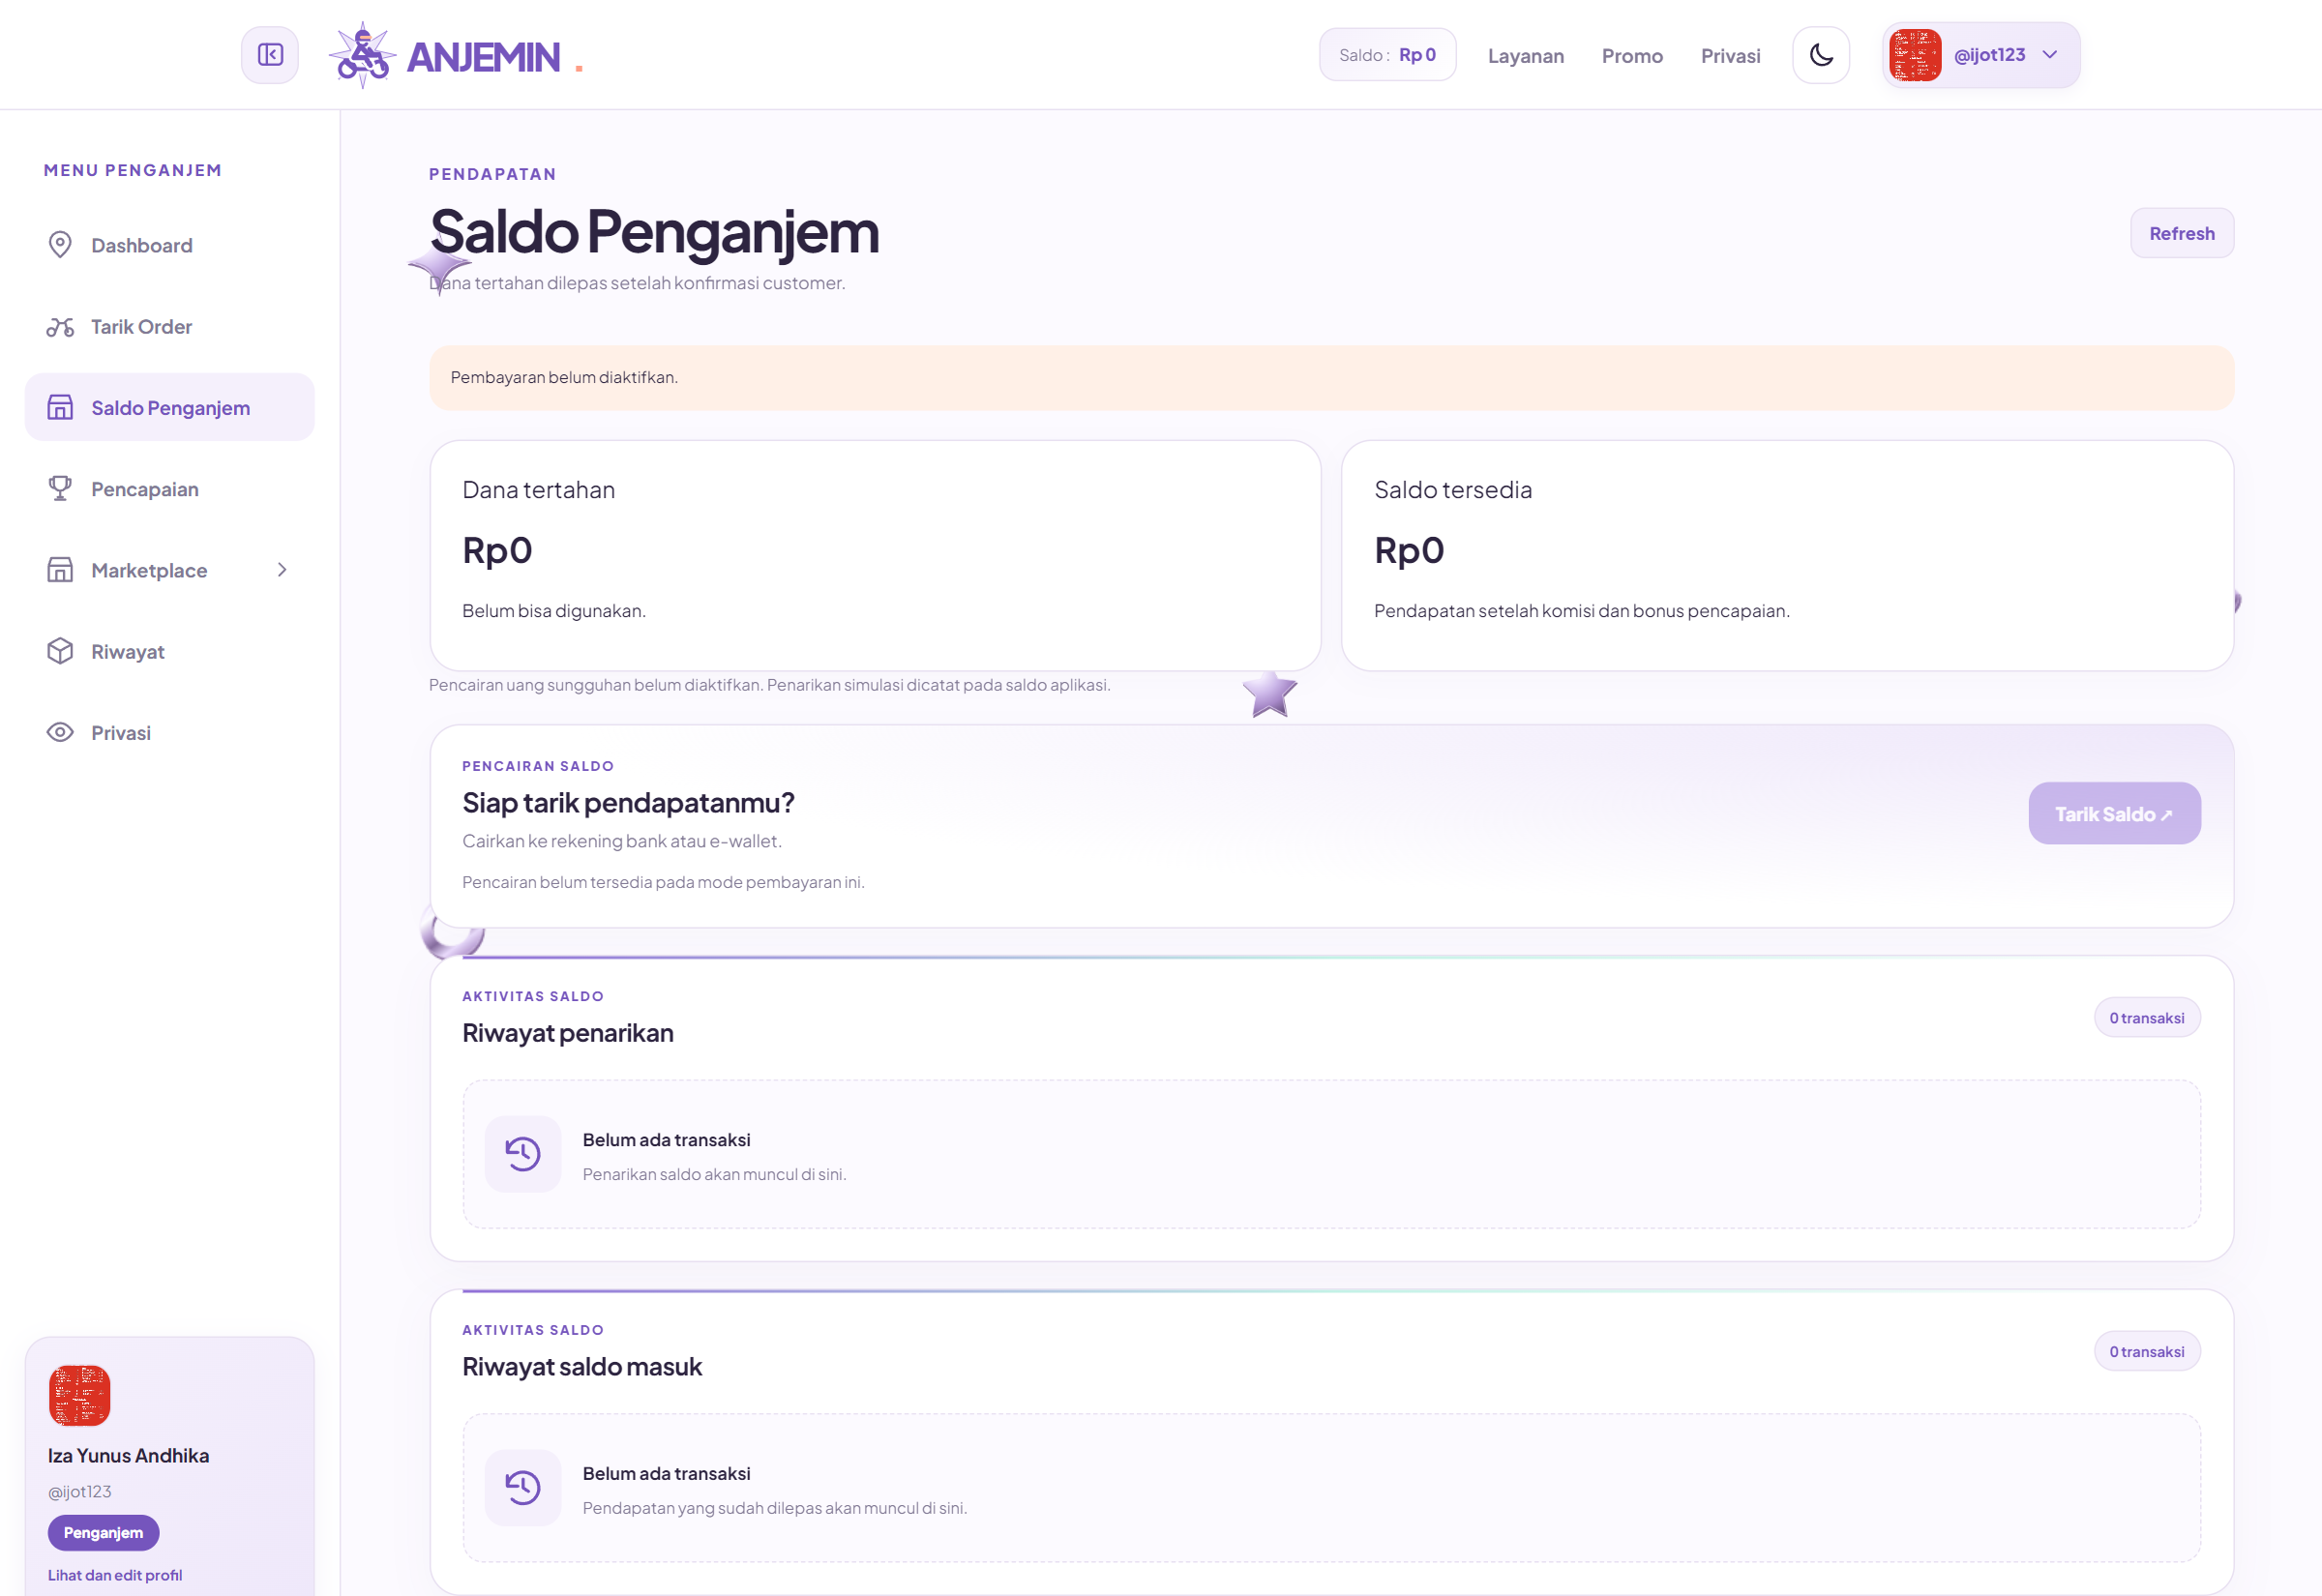 ANJEMIN .
Saldo : Rp 0
Layanan
Promo
Privasi
@ijot123
MENU PENGANJEM
Dashboard
Tarik Order
Saldo Penganjem
Pencapaian
Marketplace
Riwayat
Privasi
Iza Yunus Andhika
@ijot123
Penganjem
Lihat dan edit profil
PENDAPATAN
Saldo Penganjem
Dana tertahan dilepas setelah konfirmasi customer.
Refresh
Pembayaran belum diaktifkan.
Dana tertahan
Rp0
Belum bisa digunakan.
Saldo tersedia
Rp0
Pendapatan setelah komisi dan bonus pencapaian.
Pencairan uang sungguhan belum diaktifkan. Penarikan simulasi dicatat pada saldo aplikasi.
PENCAIRAN SALDO
Siap tarik pendapatanmu?
Cairkan ke rekening bank atau e-wallet.
Pencairan belum tersedia pada mode pembayaran ini.
Tarik Saldo ↗
AKTIVITAS SALDO
Riwayat penarikan
0 transaksi
Belum ada transaksi
Penarikan saldo akan muncul di sini.
AKTIVITAS SALDO
Riwayat saldo masuk
0 transaksi
Belum ada transaksi
Pendapatan yang sudah dilepas akan muncul di sini.